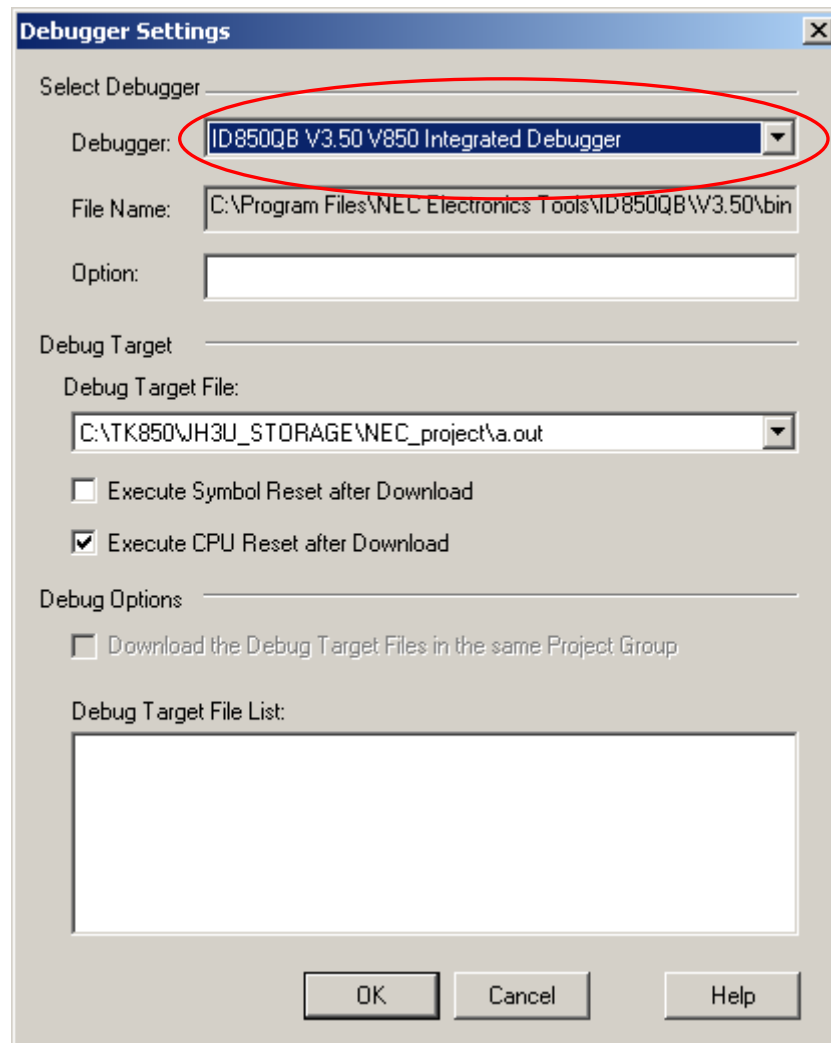 Debugger Settings
Select Debugger
Debugger: ID850QB V3.50 V850 Integrated Debugger
File Name: C:\Program Files\NEC Electronics Tools\ID850QB\V3.50\bin
Option:
Debug Target
Debug Target File:
C:\TK850\JH3U_STORAGE\NEC_project\a.out
Execute Symbol Reset after Download
Execute CPU Reset after Download
Debug Options
Download the Debug Target Files in the same Project Group
Debug Target File List:
OK Cancel Help